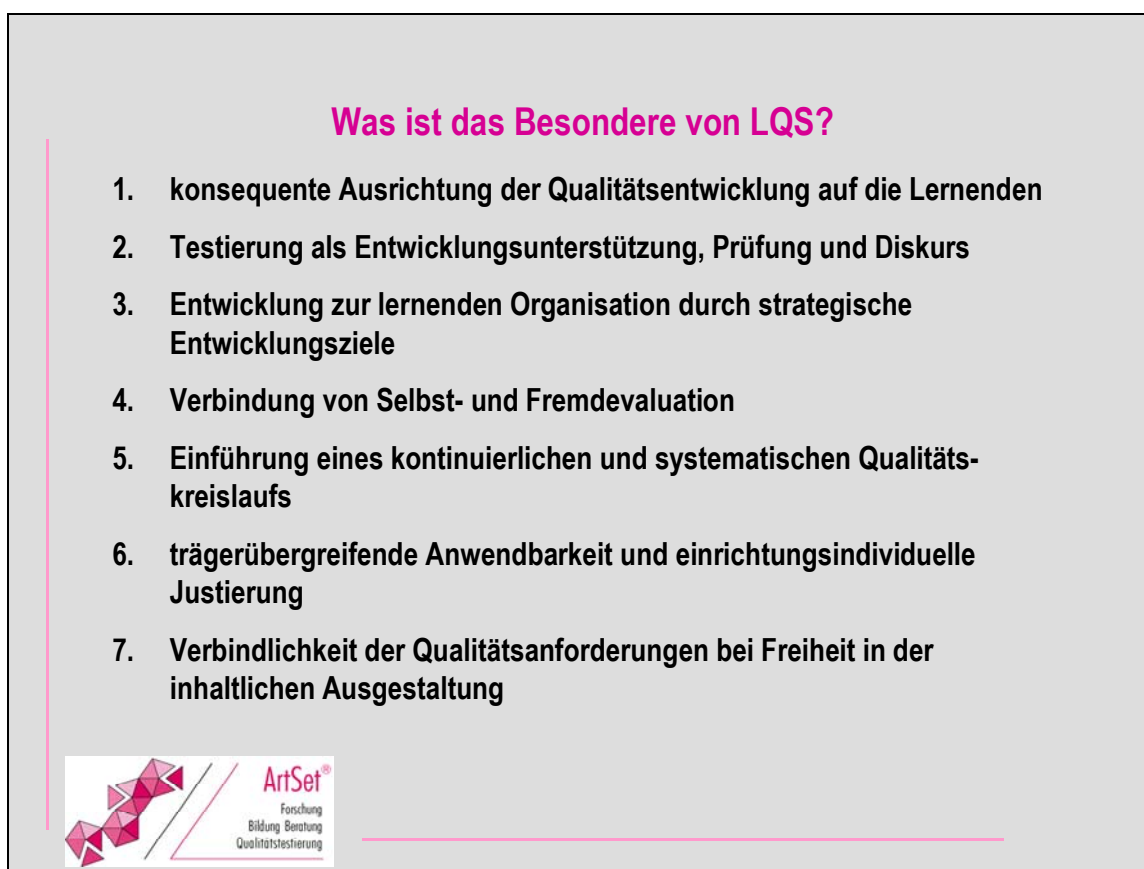 Was ist das Besondere von LQS?
1. konsequente Ausrichtung der Qualitätsentwicklung auf die Lernenden
2. Testierung als Entwicklungsunterstützung, Prüfung und Diskurs
3. Entwicklung zur lernenden Organisation durch strategische
Entwicklungsziele
4. Verbindung von Selbst- und Fremdevaluation
5. Einführung eines kontinuierlichen und systematischen Qualitäts-
kreislaufs
6. trägerübergreifende Anwendbarkeit und einrichtungsindividuelle
Justierung
7. Verbindlichkeit der Qualitätsanforderungen bei Freiheit in der
inhaltlichen Ausgestaltung
ArtSet®
Forschung
Bildung Beratung
Qualitätstestierung